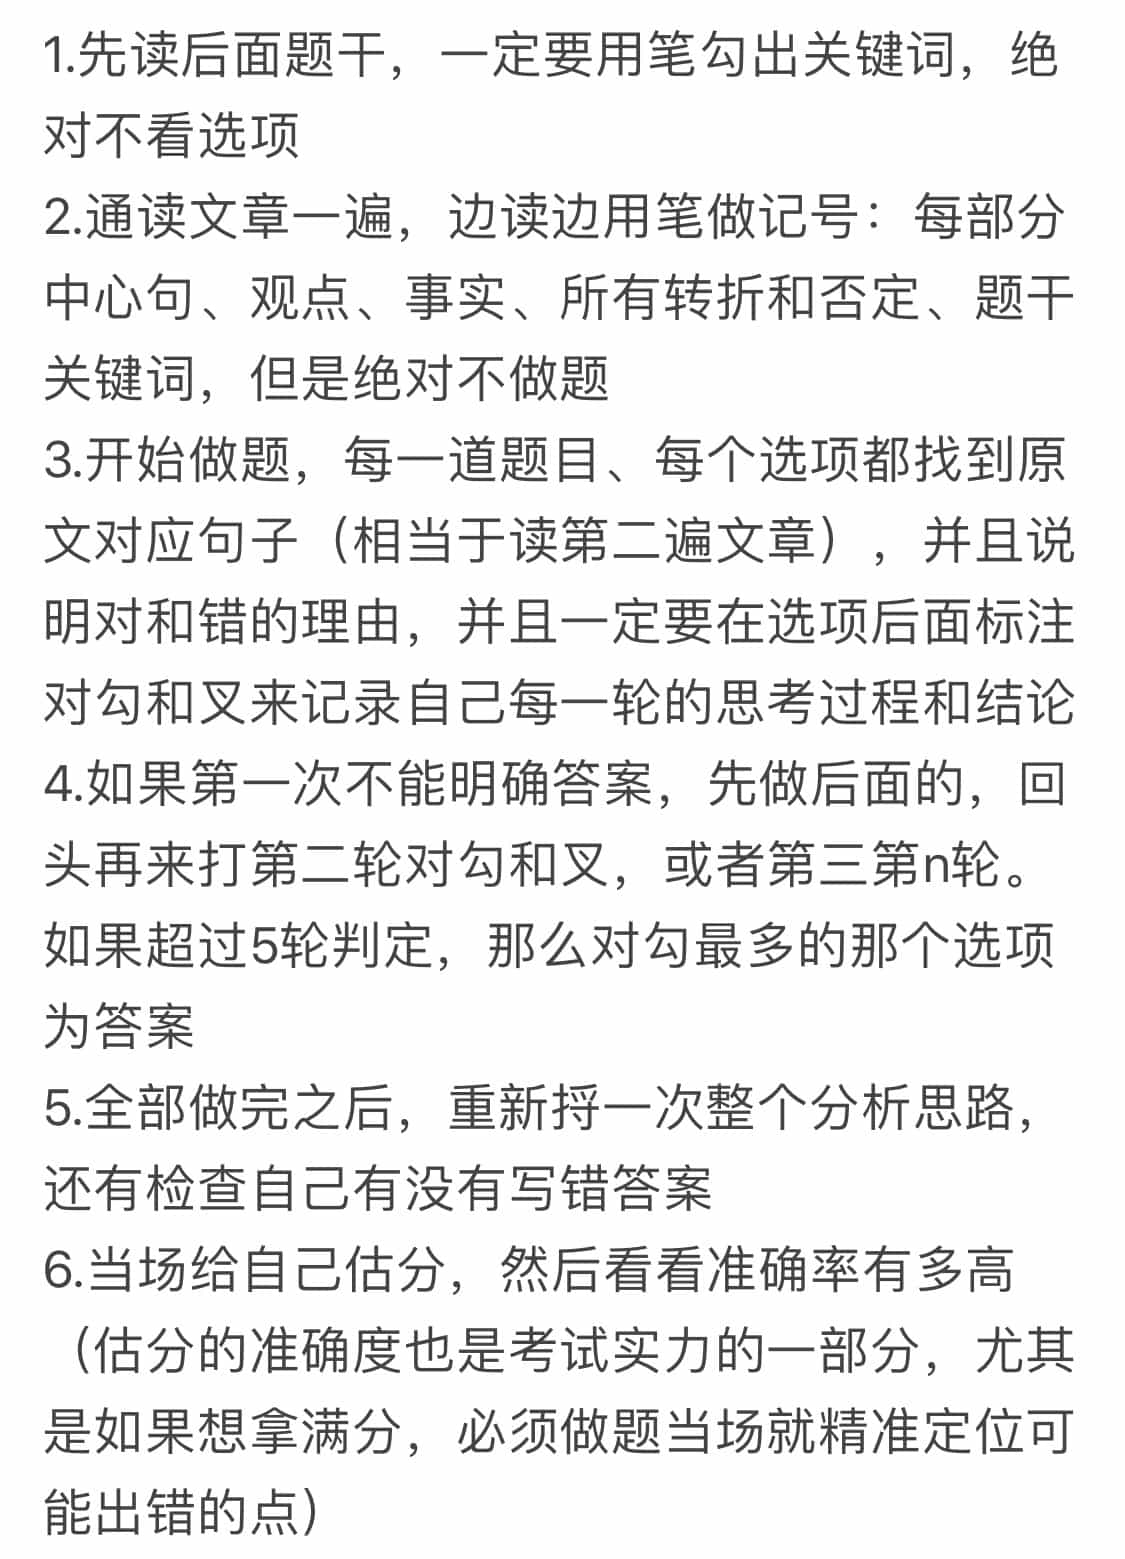 1.先读后面题干，一定要用笔勾出关键词，绝
对不看选项
2.通读文章一遍，边读边用笔做记号：每部分
中心句、观点、事实、所有转折和否定、题干
关键词，但是绝对不做题
3.开始做题，每一道题目、每个选项都找到原
文对应句子（相当于读第二遍文章），并且说
明对和错的理由，并且一定要在选项后面标注
对勾和叉来记录自己每一轮的思考过程和结论
4.如果第一次不能明确答案，先做后面的，回
头再来打第二轮对勾和叉，或者第三第n轮。
如果超过5轮判定，那么对勾最多的那个选项
为答案
5.全部做完之后，重新捋一次整个分析思路，
还有检查自己有没有写错答案
6.当场给自己估分，然后看看准确率有多高
（估分的准确度也是考试实力的一部分，尤其
是如果想拿满分，必须做题当场就精准定位可
能出错的点）